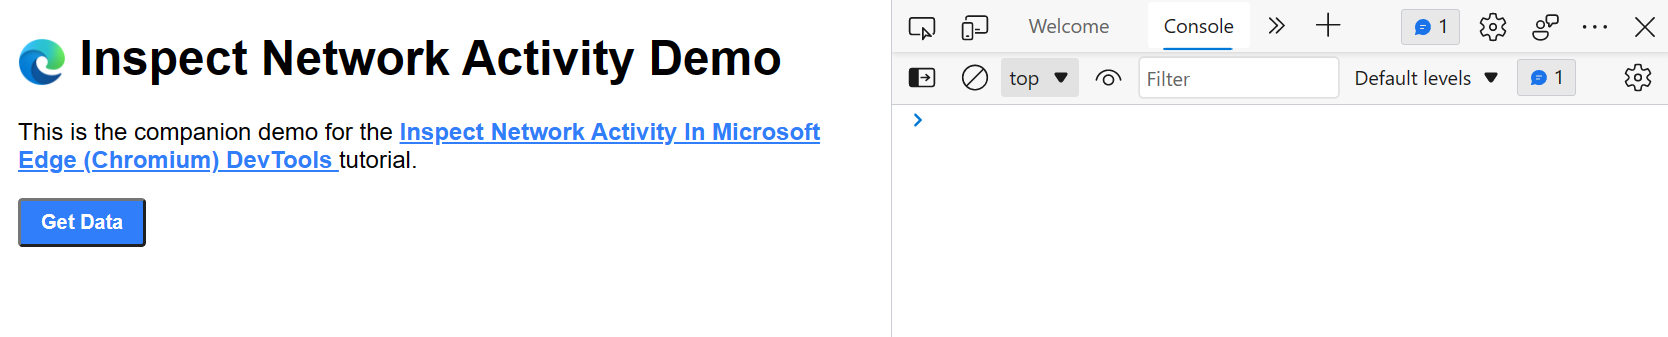 Inspect Network Activity Demo
This is the companion demo for the Inspect Network Activity In Microsoft
Edge (Chromium) DevTools tutorial.
Get Data
Welcome Console 1
top Filter Default levels 1